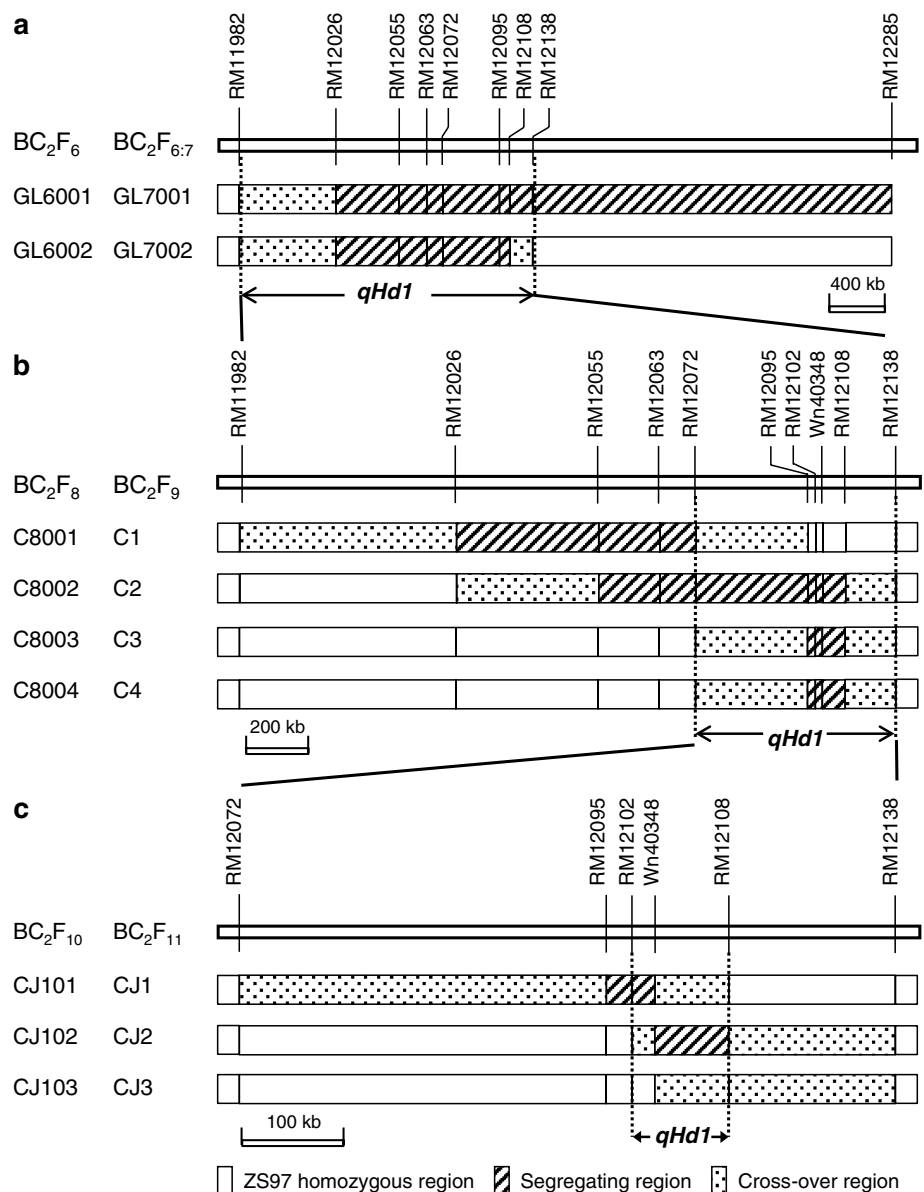 a
RM11982
RM12026
RM12055
RM12063
RM12072
RM12095
RM12108
RM12138
RM12285
BC2F6 BC2F6:7
GL6001 GL7001
GL6002 GL7002
qHd1
400 kb
b
RM11982
RM12026
RM12055
RM12063
RM12072
RM12095
RM12102
Wn40348
RM12108
RM12138
BC2F8 BC2F9
C8001 C1
C8002 C2
C8003 C3
C8004 C4
200 kb
qHd1
c
RM12072
RM12095
RM12102
Wn40348
RM12108
RM12138
BC2F10 BC2F11
CJ101 CJ1
CJ102 CJ2
CJ103 CJ3
100 kb
qHd1
ZS97 homozygous region Segregating region Cross-over region